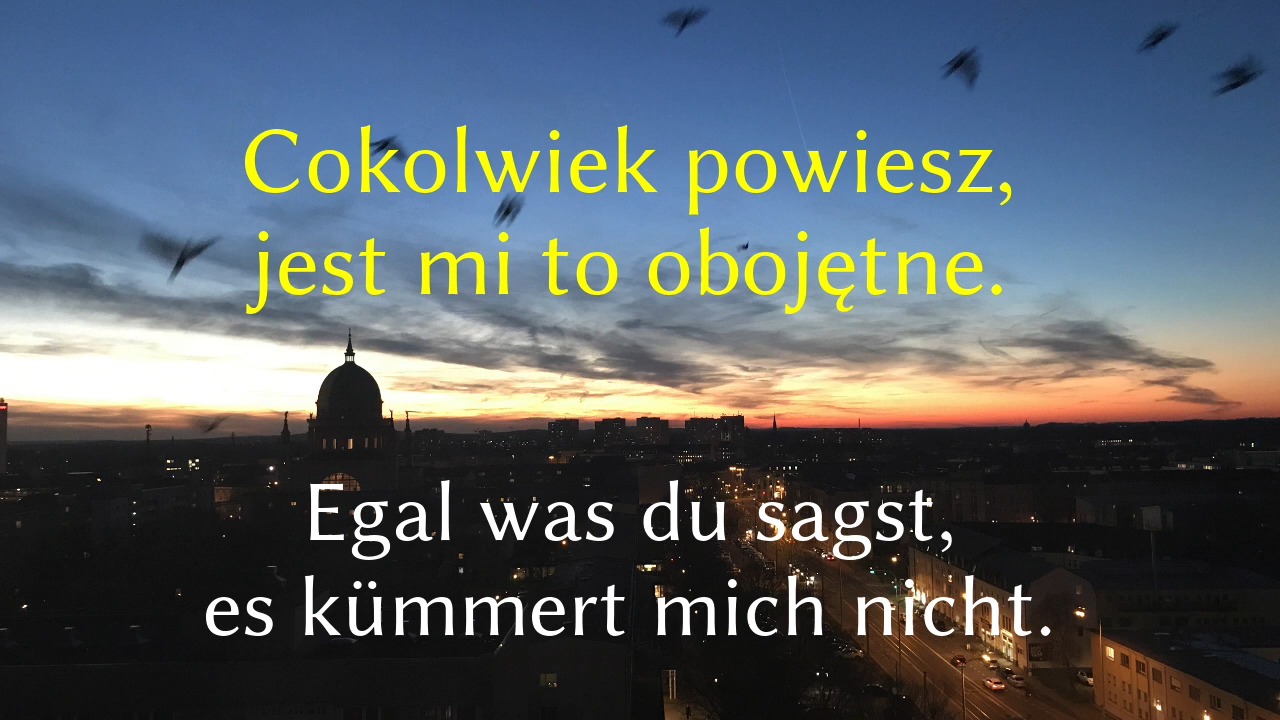 Cokolwiek powiesz,
jest mi to obojętne.
Egal was du sagst,
es kümmert mich nicht.